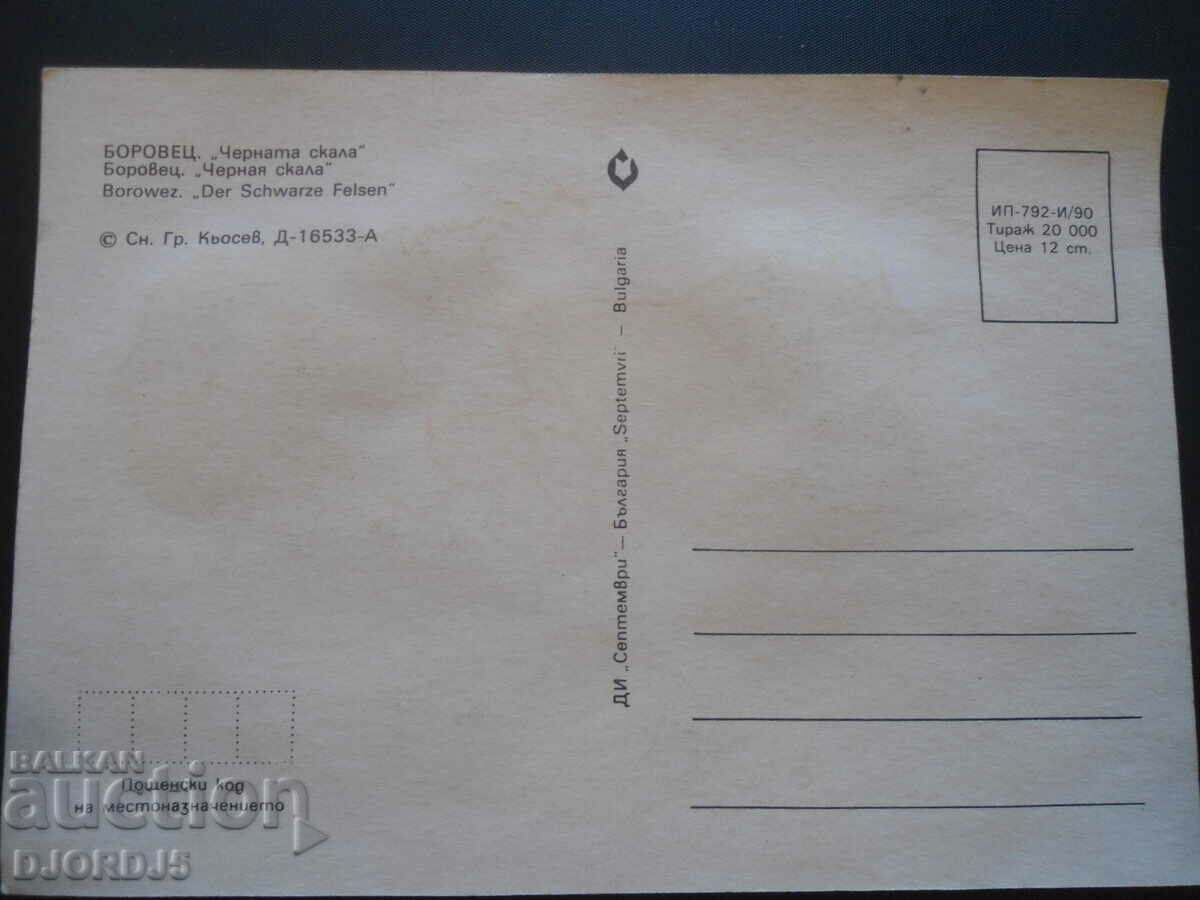 БОРОВЕЦ. „Черната скала“
Боровец. „Черная скала“
Borowez. „Der Schwarze Felsen“
© Сн. Гр. Кьосев, Д-16533-А
ДИ „Септември“ — България „Septemvri“ — Bulgaria
ИП-792-И/90
Тираж 20 000
Цена 12 ст.
Пощенски код
на местоназначението
BALKAN
auction
DJORDJ5